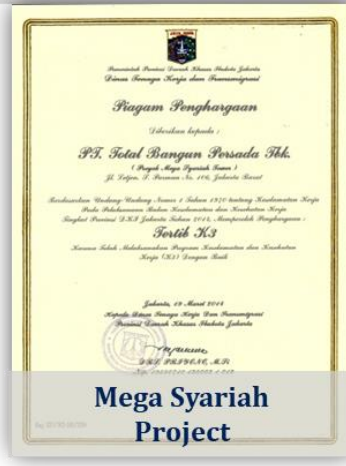 Pemerintah Provinsi Daerah Khusus Ibukota Jakarta
Dinas Tenaga Kerja dan Transmigrasi
Piagam Penghargaan
Diberikan kepada :
PT. Total Bangun Persada Tbk.
( Proyek Mega Syariah Tower )
Jl. Letjen. S. Parman No. 106, Jakarta Barat
Berdasarkan Undang-Undang Nomor 1 Tahun 1970 tentang Keselamatan Kerja
Pada Pelaksanaan Bulan Keselamatan dan Kesehatan Kerja
Tingkat Provinsi D.K.I Jakarta Tahun Memperoleh Penghargaan :
Tertib K3
Karena Telah Melaksanakan Program Keselamatan dan Kesehatan
Kerja (K3) Dengan Baik
Jakarta, Maret
Kepala Dinas Tenaga Kerja Dan Transmigrasi
Provinsi Daerah Khusus Ibukota Jakarta
DRS. PRIYONO, M.
Mega Syariah
Project